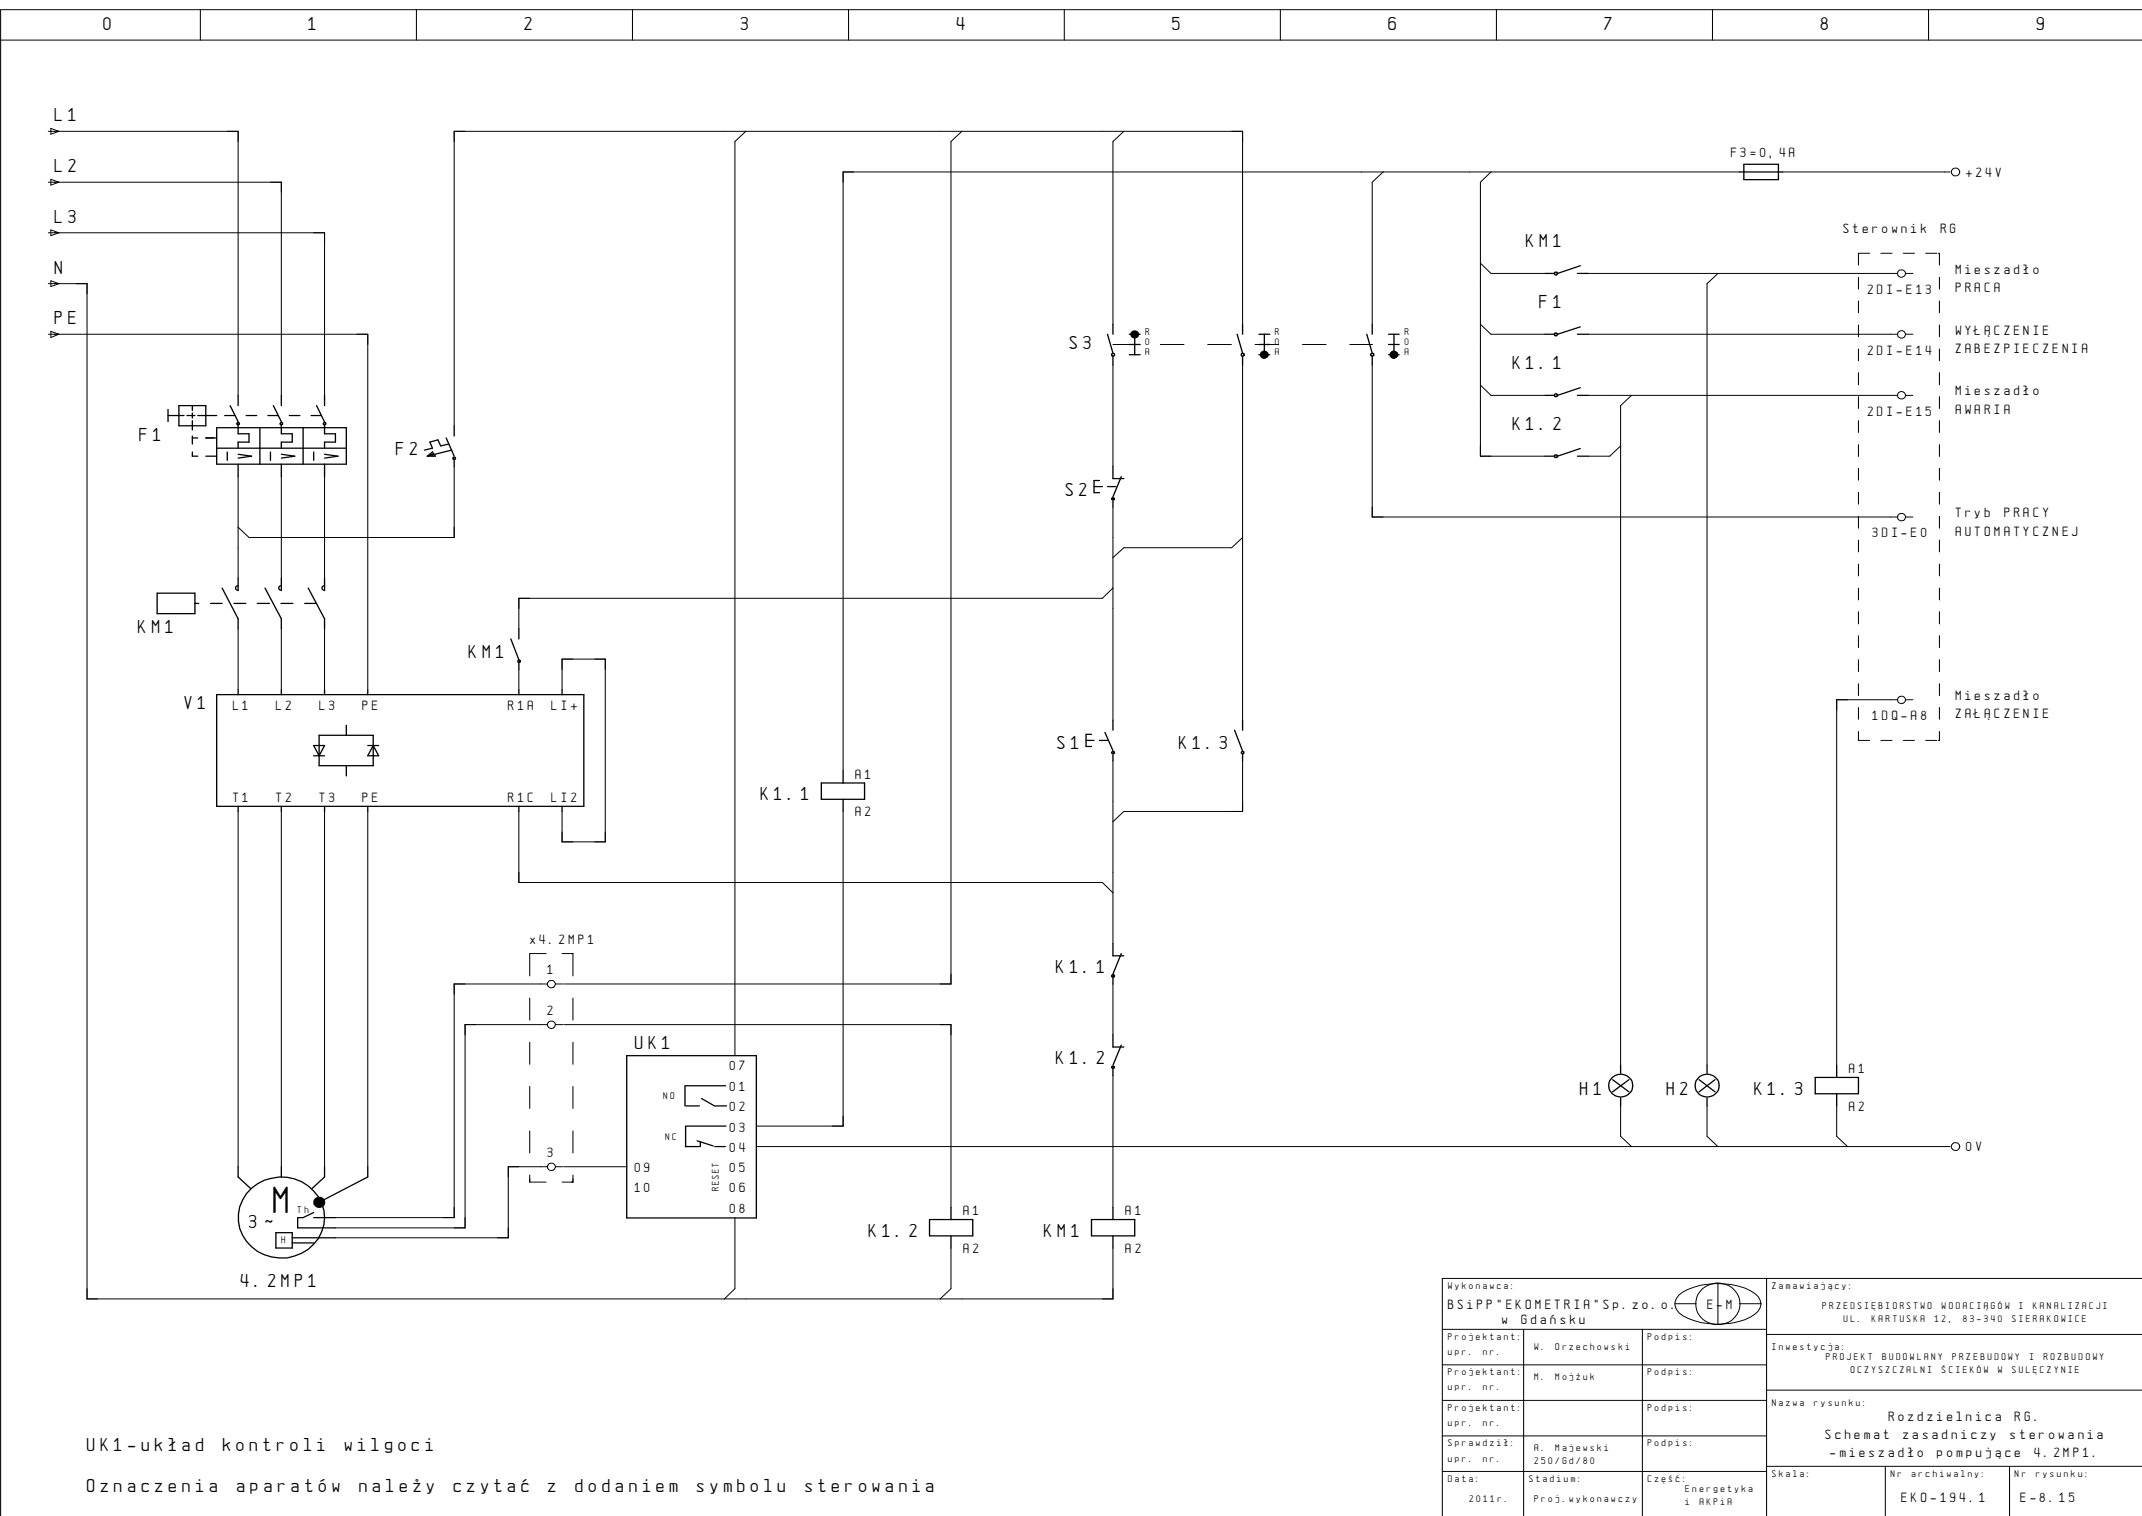 0 1 2 3 4 5 6 7 8 9
L1
L2
L3
N
PE
F3=0,4A
+24V
Sterownik RG
KM1
Mieszadło
PRACA
2DI-E13
F1
WYŁĄCZENIE
ZABEZPIECZENIA
2DI-E14
K1.1
Mieszadło
AWARIA
2DI-E15
K1.2
Tryb PRACY
AUTOMATYCZNEJ
3DI-E0
Mieszadło
ZAŁĄCZENIE
1DQ-A8
S3
R
0
A
R
0
A
R
0
A
F1
F2
S2
KM1
KM1
V1
L1 L2 L3 PE R1A LI+
T1 T2 T3 PE R1C LI2
S1
K1.3
K1.1
A1
A2
x4.2MP1
1
2
3
K1.1
K1.2
UK1
07
01
NO
02
03
NC
04
09
05
10
06
RESET
08
H1
H2
K1.3
A1
A2
0V
M
3~
Th
H
4.2MP1
K1.2
A1
A2
KM1
A1
A2
UK1-układ kontroli wilgoci
Oznaczenia aparatów należy czytać z dodaniem symbolu sterowania
Wykonawca:
BSiPP"EKOMETRIA"Sp.zo.o.
w Gdańsku
E-M
Zamawiający:
PRZEDSIĘBIORSTWO WODACIĄGÓW I KANALIZACJI
UL. KARTUSKA 12, 83-340 SIERAKOWICE
Projektant:
upr. nr.
W. Orzechowski
Podpis:
Inwestycja:
PROJEKT BUDOWLANY PRZEBUDOWY I ROZBUDOWY
OCZYSZCZALNI ŚCIEKÓW W SULĘCZYNIE
Projektant:
upr. nr.
M. Mojżuk
Podpis:
Projektant:
upr. nr.
Podpis:
Nazwa rysunku:
Rozdzielnica RG.
Schemat zasadniczy sterowania
-mieszadło pompujące 4.2MP1.
Sprawdził:
upr. nr.
A. Majewski
250/Gd/80
Podpis:
Data:
2011r.
Stadium:
Proj.wykonawczy
Część:
Energetyka
i AKPiA
Skala:
Nr archiwalny:
EKO-194.1
Nr rysunku:
E-8.15